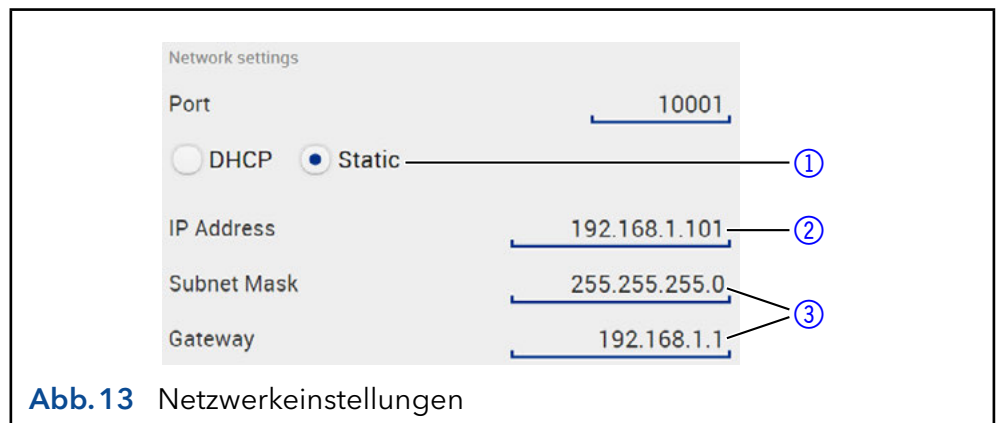 Network settings
Port 10001
DHCP Static ①
IP Address 192.168.1.101 ②
Subnet Mask 255.255.255.0
③
Gateway 192.168.1.1
Abb.13 Netzwerkeinstellungen